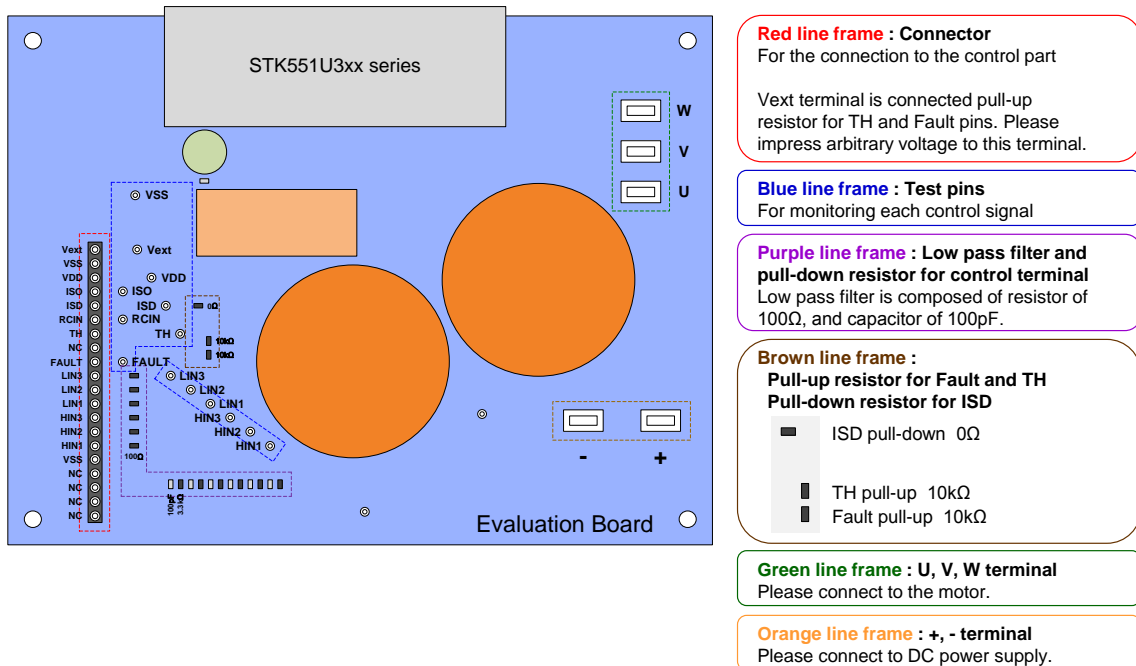 STK551U3xx series
W
V
U
VSS
Vext
VDD
ISO
ISD
RCIN
TH
FAULT
0Ω
10kΩ
10kΩ
LIN3
LIN2
LIN1
HIN3
HIN2
HIN1
Vext
VSS
VDD
ISO
ISD
RCIN
TH
NC
FAULT
LIN3
LIN2
LIN1
HIN3
HIN2
HIN1
VSS
NC
NC
NC
NC
100Ω
100pF
3.3kΩ
-
+
Evaluation Board
Red line frame : Connector
For the connection to the control part
Vext terminal is connected pull-up
resistor for TH and Fault pins. Please
impress arbitrary voltage to this terminal.
Blue line frame : Test pins
For monitoring each control signal
Purple line frame : Low pass filter and
pull-down resistor for control terminal
Low pass filter is composed of resistor of
100Ω, and capacitor of 100pF.
Brown line frame :
Pull-up resistor for Fault and TH
Pull-down resistor for ISD
ISD pull-down 0Ω
TH pull-up 10kΩ
Fault pull-up 10kΩ
Green line frame : U, V, W terminal
Please connect to the motor.
Orange line frame : +, - terminal
Please connect to DC power supply.